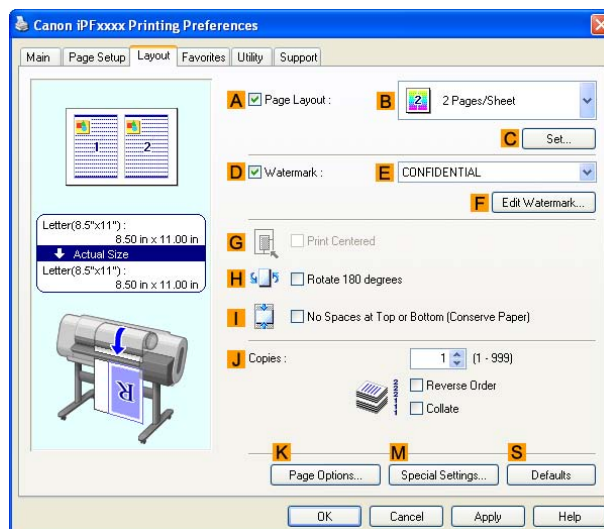 Canon iPFxxxx Printing Preferences
Main Page Setup Layout Favorites Utility Support
A Page Layout : B 2 2 Pages/Sheet
C Set...
D Watermark : E CONFIDENTIAL
F Edit Watermark...
1 2
Letter(8.5"x11") :
8.50 in x 11.00 in
Actual Size
Letter(8.5"x11") :
8.50 in x 11.00 in
R
G Print Centered
H Rotate 180 degrees
I No Spaces at Top or Bottom (Conserve Paper)
J Copies : 1 (1 - 999)
Reverse Order
Collate
K M S
Page Options... Special Settings... Defaults
OK Cancel Apply Help